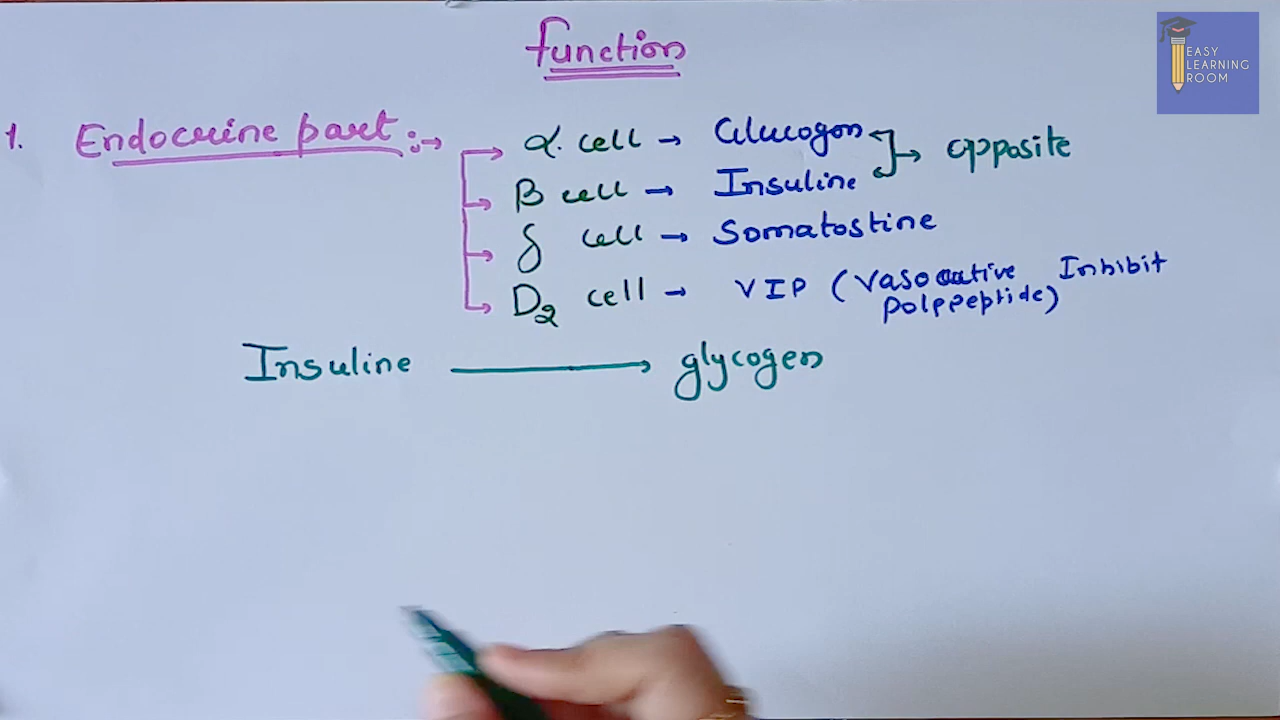 Function
EASY
LEARNING
ROOM
1. Endocrine part :→ α. cell → Glucogon → opposite
β cell → Insuline
δ cell → Somatostine
D2 cell → VIP (Vasoactive Inhibit
polppeptide)
Insuline → glycogen